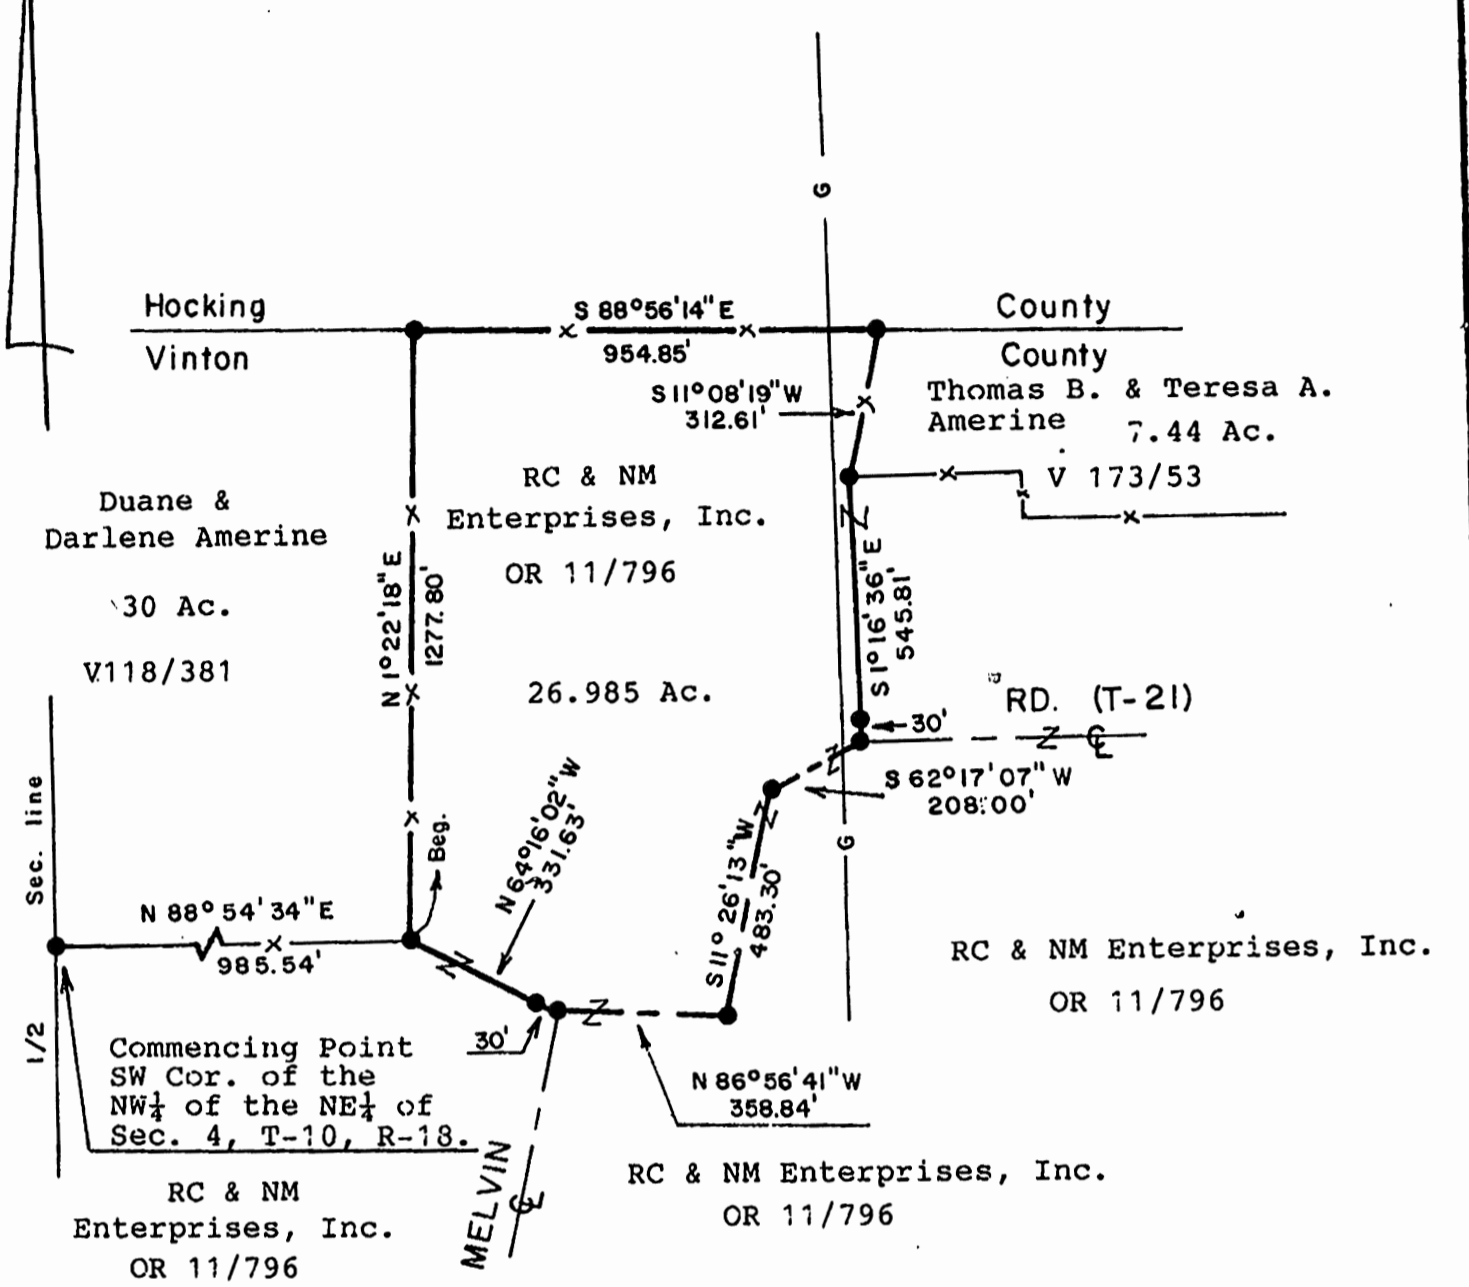 G
Hocking
County
Vinton
County
S 88°56'14" E
954.85'
S 11°08'19" W
312.61'
Thomas B. & Teresa A.
Amerine 7.44 Ac.
V 173/53
Duane &
Darlene Amerine
30 Ac.
V.118/381
RC & NM
Enterprises, Inc.
OR 11/796
26.985 Ac.
N 1°22'18" E
1277.80'
S 1°16'36" E
545.81'
30'
RD. (T-21)
CL
S 62°17'07" W
208.00'
G
Sec. line
1/2
N 88°54'34" E
985.54'
Beg.
N 64°16'02" W
331.63'
S 11°26'13" W
483.30'
30'
N 86°56'41" W
358.84'
RC & NM Enterprises, Inc.
OR 11/796
Commencing Point
SW Cor. of the
NW¼ of the NE¼ of
Sec. 4, T-10, R-18.
MELVIN
CL
RC & NM
Enterprises, Inc.
OR 11/796
RC & NM Enterprises, Inc.
OR 11/796